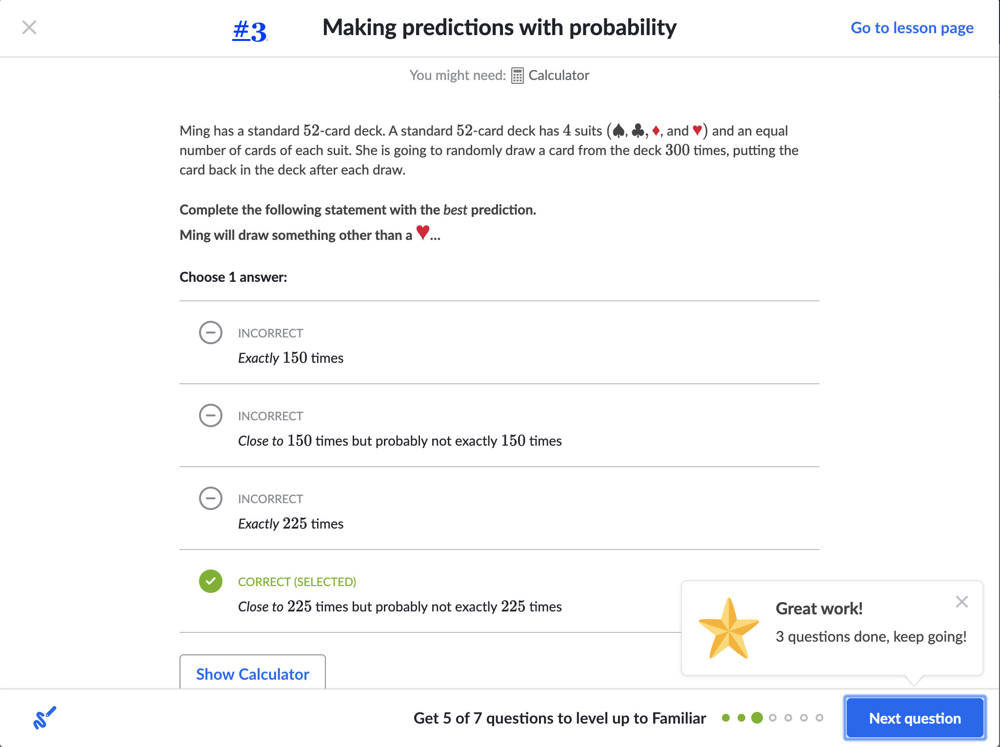 #3 Making predictions with probability Go to lesson page
You might need: Calculator
Ming has a standard 52-card deck. A standard 52-card deck has 4 suits (♠, ♣, ♦, and ♥) and an equal
number of cards of each suit. She is going to randomly draw a card from the deck 300 times, putting the
card back in the deck after each draw.
Complete the following statement with the best prediction.
Ming will draw something other than a ♥...
Choose 1 answer:
INCORRECT
Exactly 150 times
INCORRECT
Close to 150 times but probably not exactly 150 times
INCORRECT
Exactly 225 times
CORRECT (SELECTED)
Close to 225 times but probably not exactly 225 times
Great work!
3 questions done, keep going!
Show Calculator
Get 5 of 7 questions to level up to Familiar
Next question